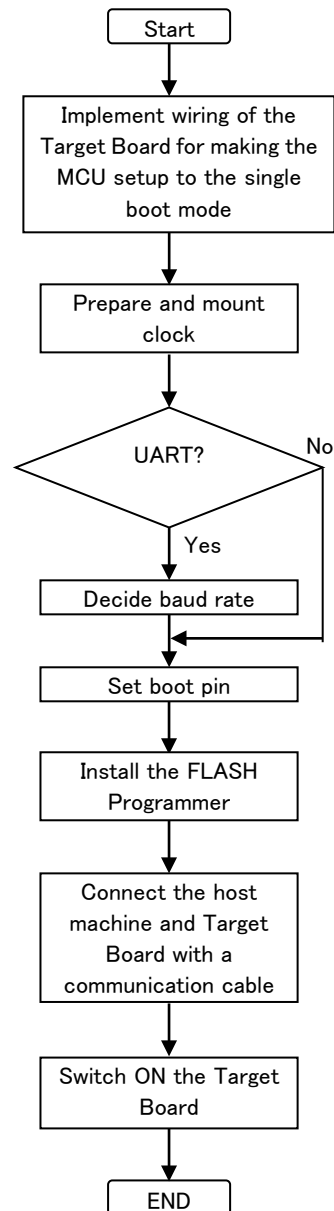 Start
Implement wiring of the
Target Board for making the
MCU setup to the single
boot mode
Prepare and mount
clock
UART?
No
Yes
Decide baud rate
Set boot pin
Install the FLASH
Programmer
Connect the host
machine and Target
Board with a
communication cable
Switch ON the Target
Board
END